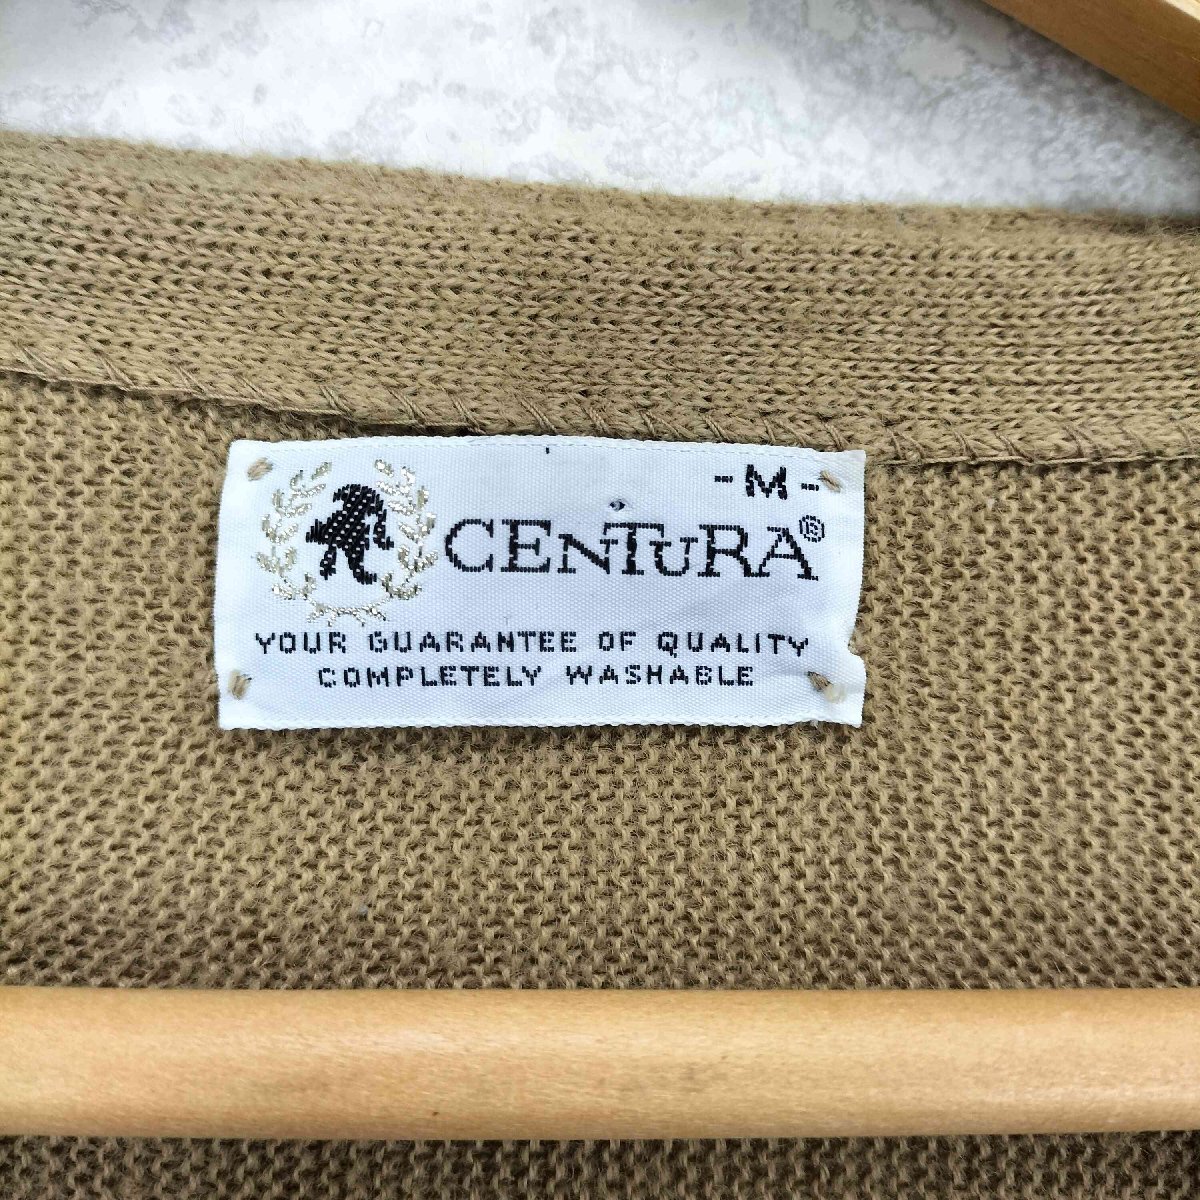 -M-
CENTURA®
YOUR GUARANTEE OF QUALITY
COMPLETELY WASHABLE